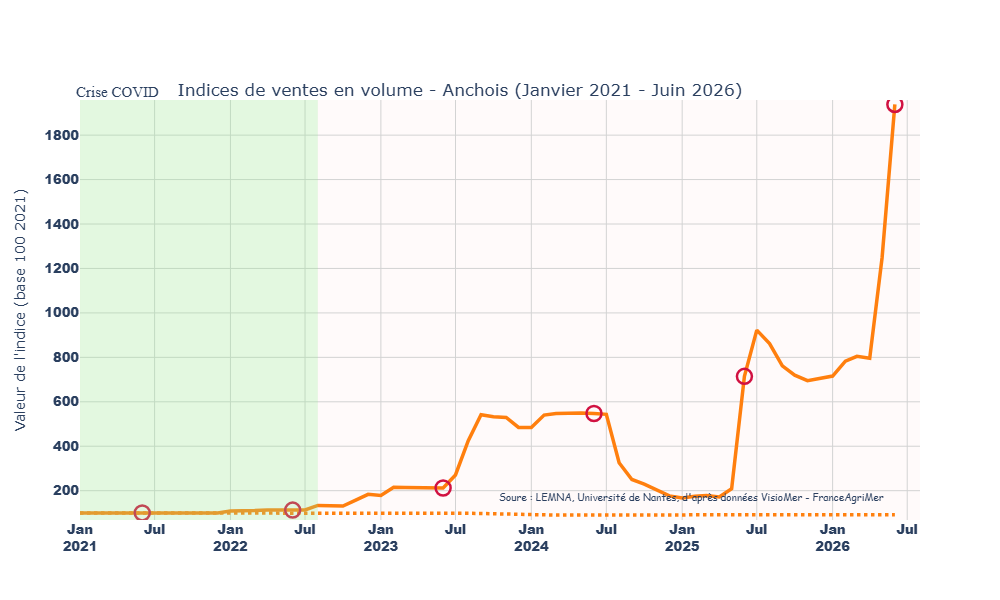 Crise COVID
Indices de ventes en volume - Anchois (Janvier 2021 - Juin 2026)
Valeur de l'indice (base 100 2021)
1800
1600
1400
1200
1000
800
600
400
200
Soure : LEMNA, Université de Nantes, d'après données VisioMer - FranceAgriMer
Jan Jul Jan Jul Jan Jul Jan Jul Jan Jul Jan Jul
2021 2022 2023 2024 2025 2026